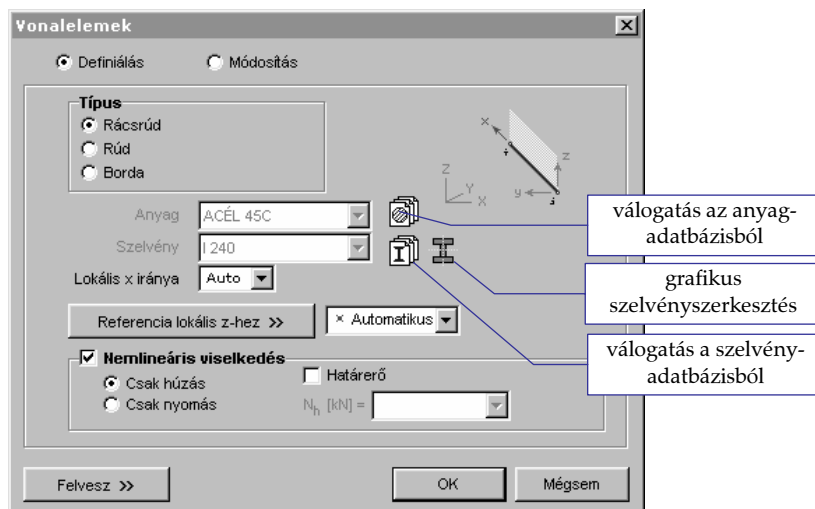 Vonalelemek
Definiálás
Módosítás
Típus
Rácsrúd
Rúd
Borda
x
i
z
y
j
Z
Y
X
Anyag
ACÉL 45C
Szelvény
I 240
Lokális x iránya
Auto
Referencia lokális z-hez >>
Automatikus
Nemlineáris viselkedés
Csak húzás
Csak nyomás
Határerő
Nh [kN] =
Felvesz >>
OK
Mégsem
válogatás az anyag-
adatbázisból
grafikus
szelvényszerkesztés
válogatás a szelvény-
adatbázisból